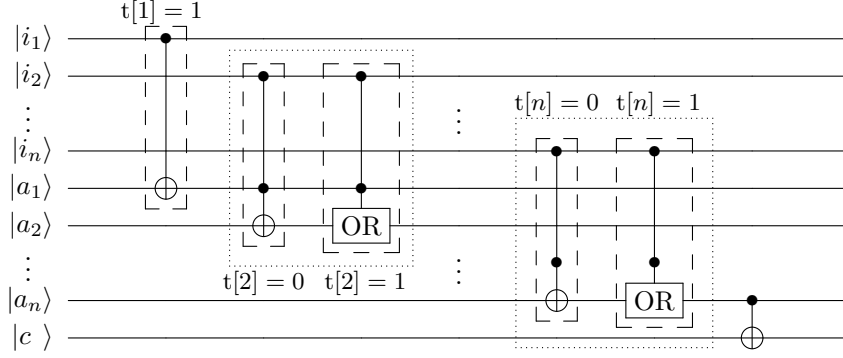 t[1] = 1
|i₁⟩
|i₂⟩
⋮
⋮
t[n] = 0 t[n] = 1
|iₙ⟩
|a₁⟩
|a₂⟩ OR
⋮
⋮
t[2] = 0 t[2] = 1
|aₙ⟩ OR
|c ⟩